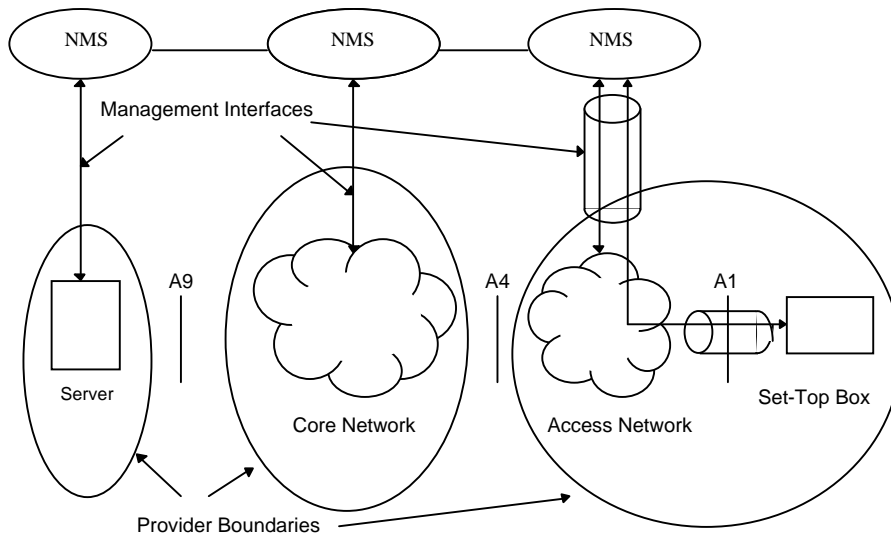 NMS
NMS
NMS
Management Interfaces
A9
A4
A1
Server
Core Network
Access Network
Set-Top Box
Provider Boundaries